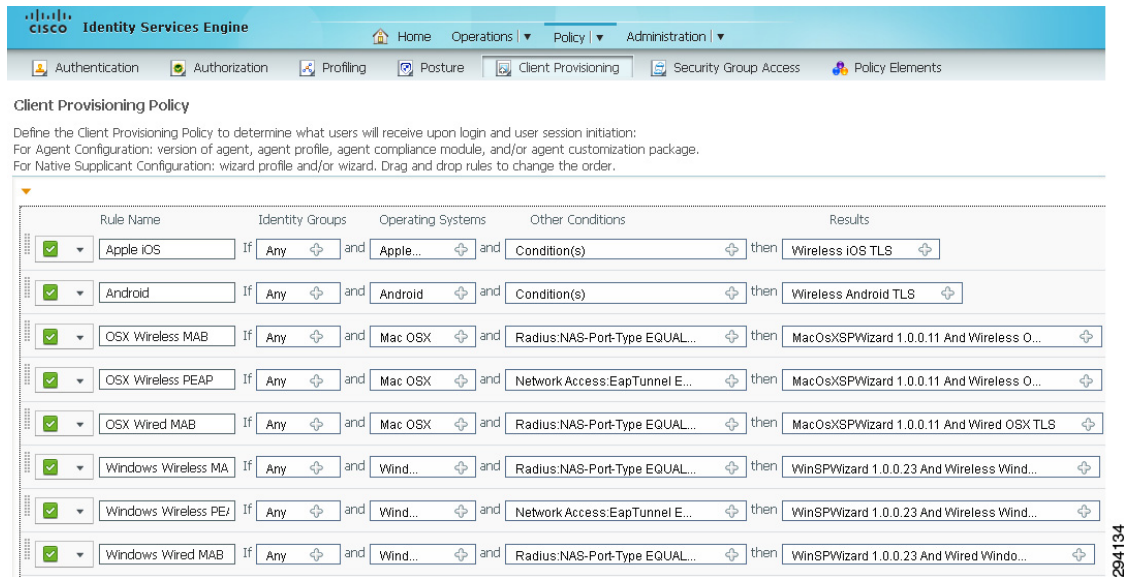 CISCO Identity Services Engine
Home Operations | ▼ Policy | ▼ Administration | ▼
Authentication Authorization Profiling Posture Client Provisioning Security Group Access Policy Elements
Client Provisioning Policy
Define the Client Provisioning Policy to determine what users will receive upon login and user session initiation:
For Agent Configuration: version of agent, agent profile, agent compliance module, and/or agent customization package.
For Native Supplicant Configuration: wizard profile and/or wizard. Drag and drop rules to change the order.
Rule Name Identity Groups Operating Systems Other Conditions Results
Apple iOS If Any and Apple... and Condition(s) then Wireless iOS TLS
Android If Any and Android and Condition(s) then Wireless Android TLS
OSX Wireless MAB If Any and Mac OSX and Radius:NAS-Port-Type EQUAL... then MacOsXSPWizard 1.0.0.11 And Wireless O...
OSX Wireless PEAP If Any and Mac OSX and Network Access:EapTunnel E... then MacOsXSPWizard 1.0.0.11 And Wireless O...
OSX Wired MAB If Any and Mac OSX and Radius:NAS-Port-Type EQUAL... then MacOsXSPWizard 1.0.0.11 And Wired OSX TLS
Windows Wireless MA If Any and Wind... and Radius:NAS-Port-Type EQUAL... then WinSPWizard 1.0.0.23 And Wireless Wind...
Windows Wireless PEA If Any and Wind... and Network Access:EapTunnel E... then WinSPWizard 1.0.0.23 And Wireless Wind...
Windows Wired MAB If Any and Wind... and Radius:NAS-Port-Type EQUAL... then WinSPWizard 1.0.0.23 And Wired Windo...
294134